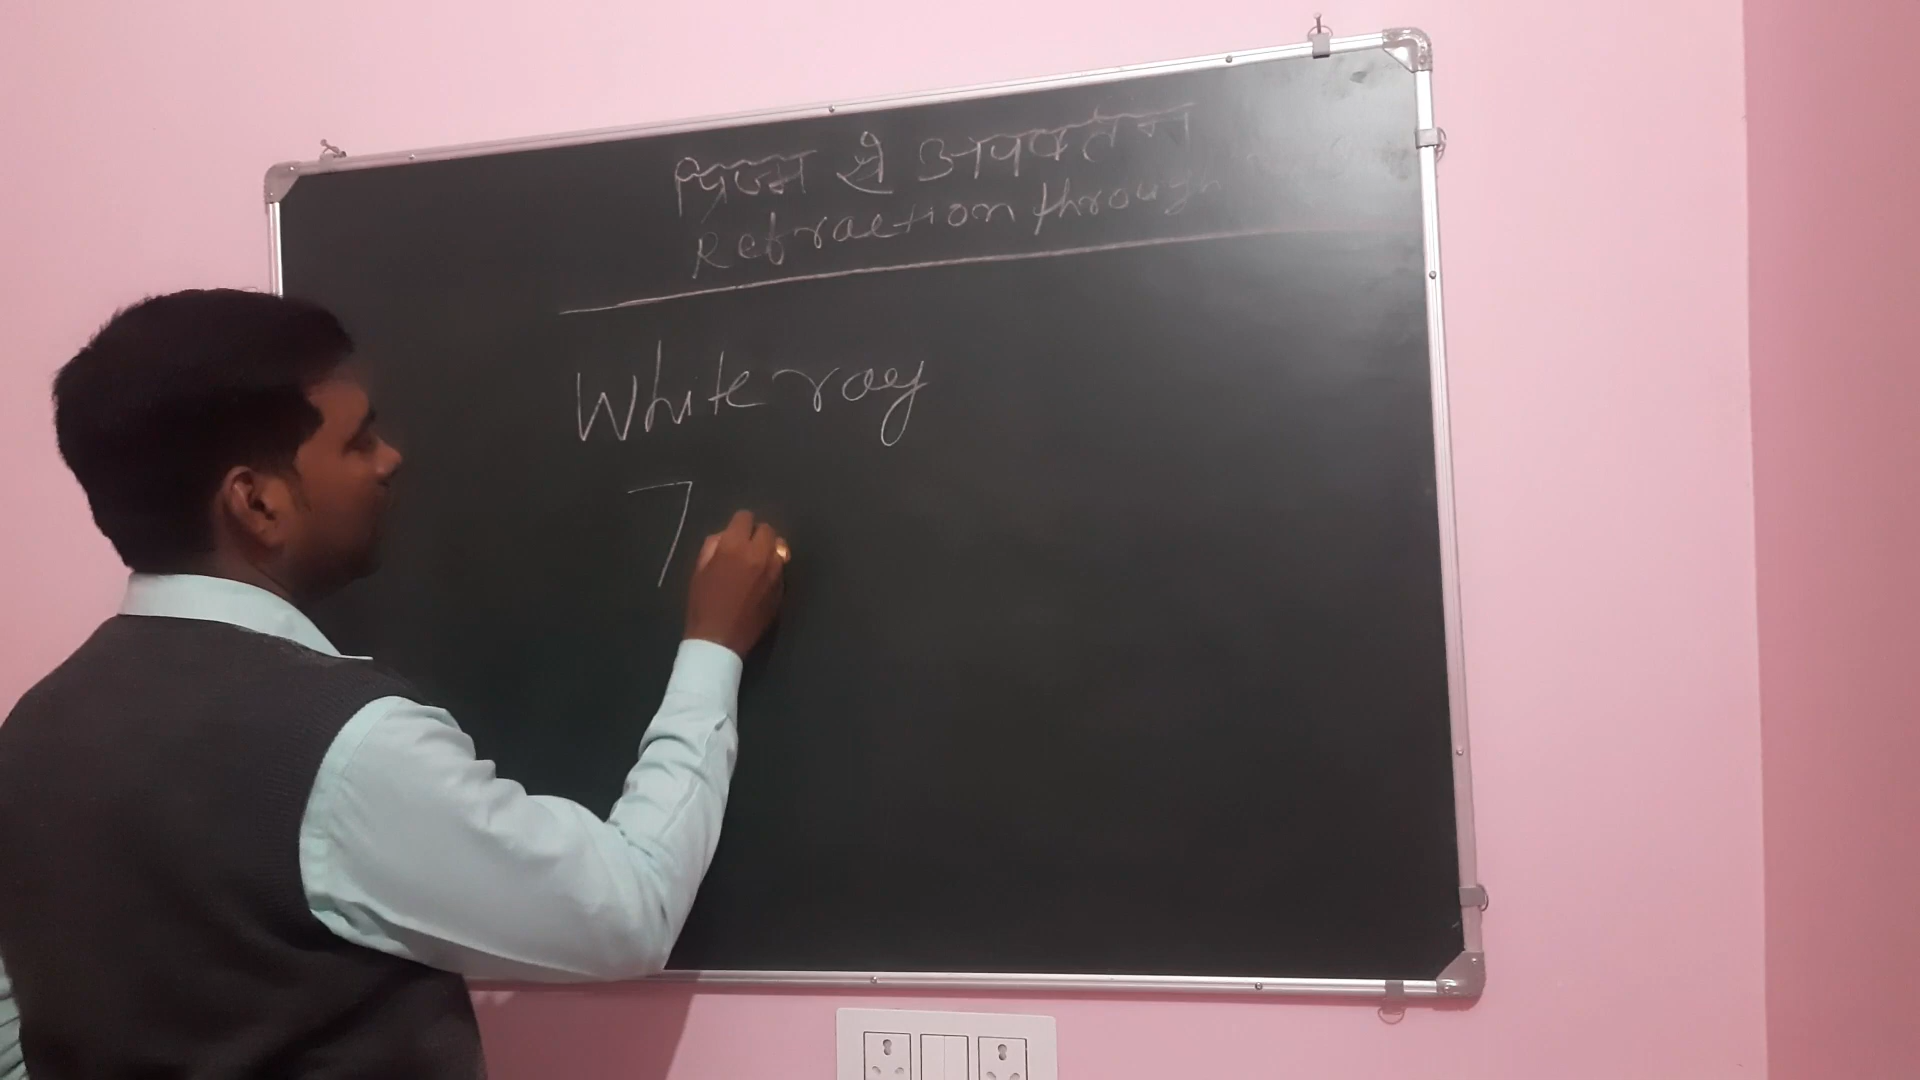 प्रिज्म से अपवर्तन
Refraction through
White ray
7